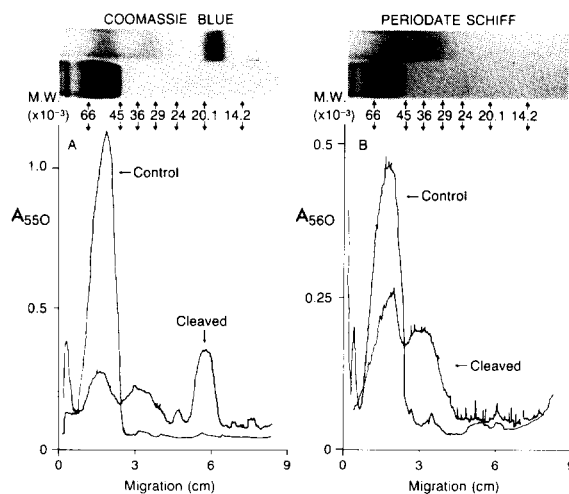 COOMASSIE BLUE
PERIODATE SCHIFF
M.W.
(x10⁻³) 66 45 36 29 24 20.1 14.2
M.W.
(x10⁻³) 66 45 36 29 24 20.1 14.2
A
1.0
Control
A550
0.5
Cleaved
0
0 3 6 9
Migration (cm)
B
0.5
Control
A560
0.25
Cleaved
0
0 3 6 9
Migration (cm)